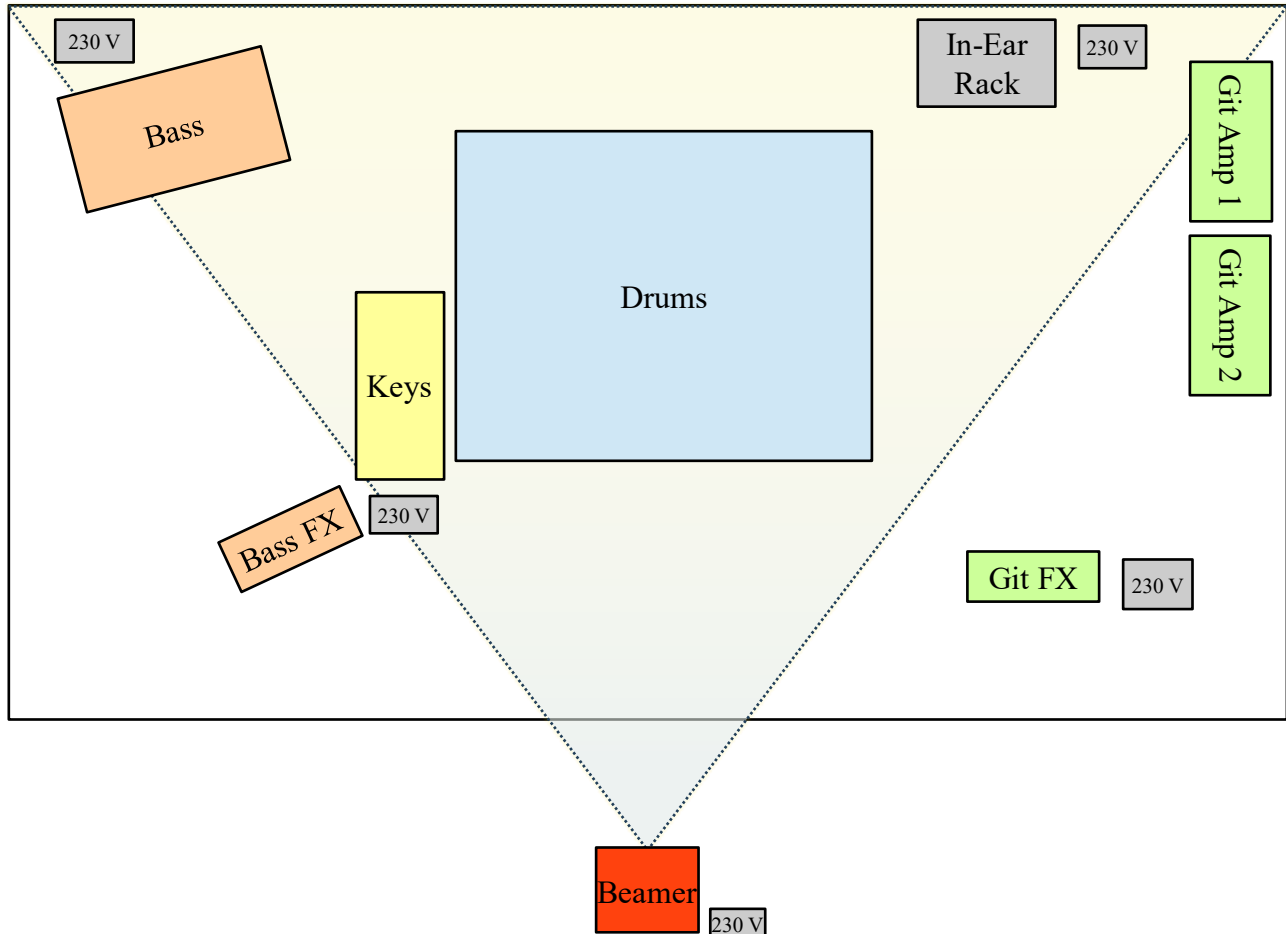 230 V
In-Ear
Rack
230 V
Bass
Git Amp 1
Drums
Git Amp 2
Keys
230 V
Bass FX
Git FX
230 V
Beamer
230 V